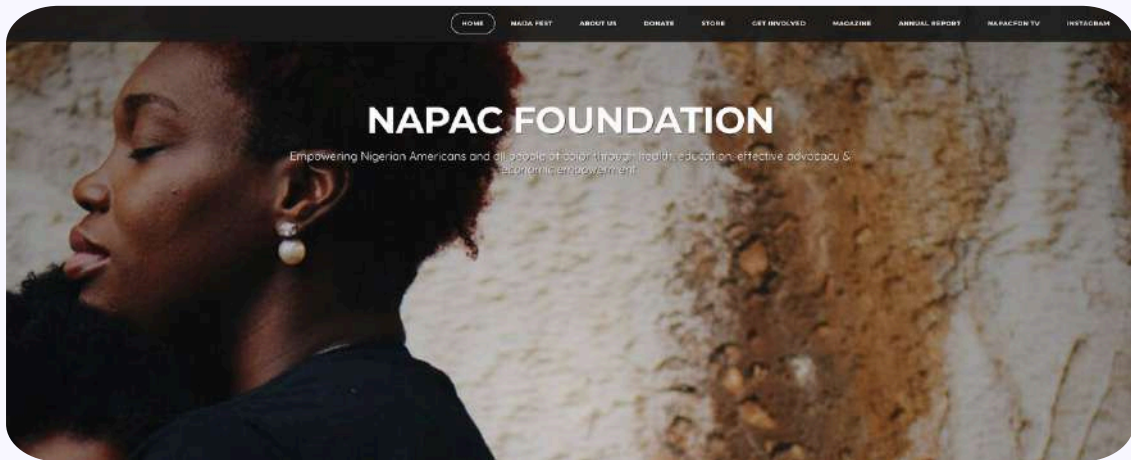 HOME NAIJA FEST ABOUT US DONATE STORE GET INVOLVED MAGAZINE ANNUAL REPORT NAPACFON TV INSTAGRAM
NAPAC FOUNDATION
Empowering Nigerian Americans and all people of color through health, education, effective advocacy &
economic empowerment